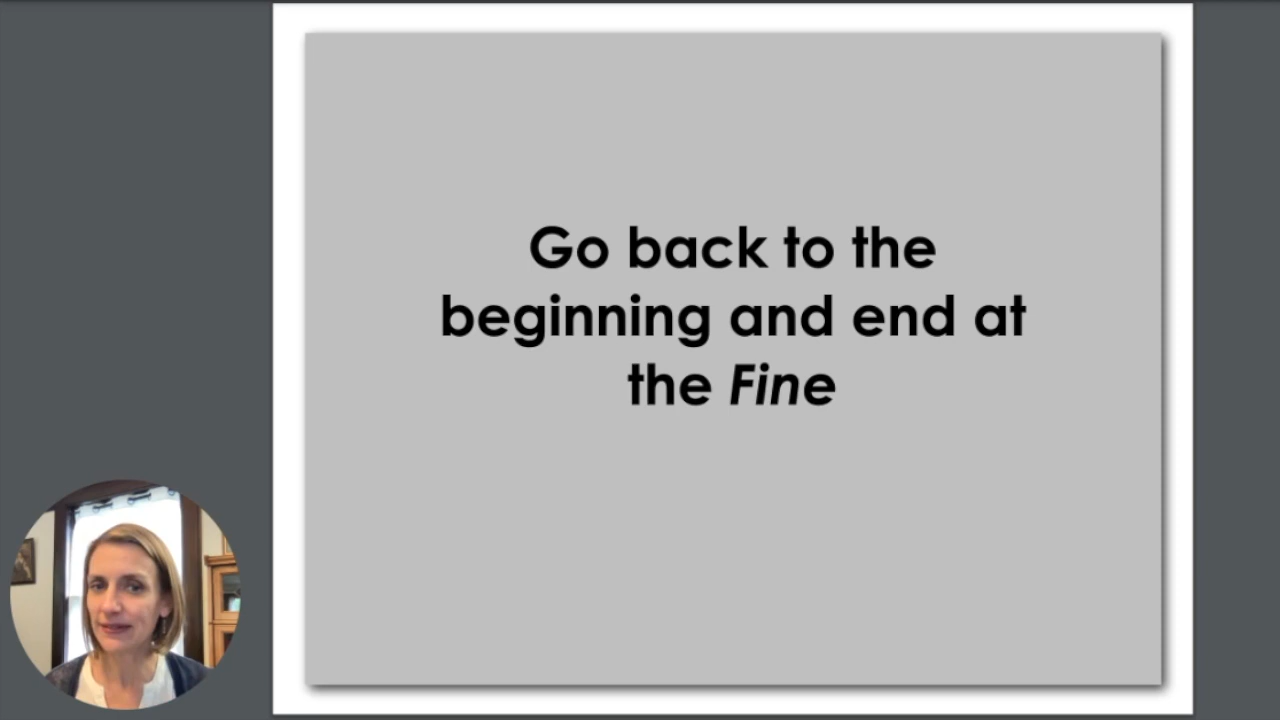 Go back to the
beginning and end at
the Fine